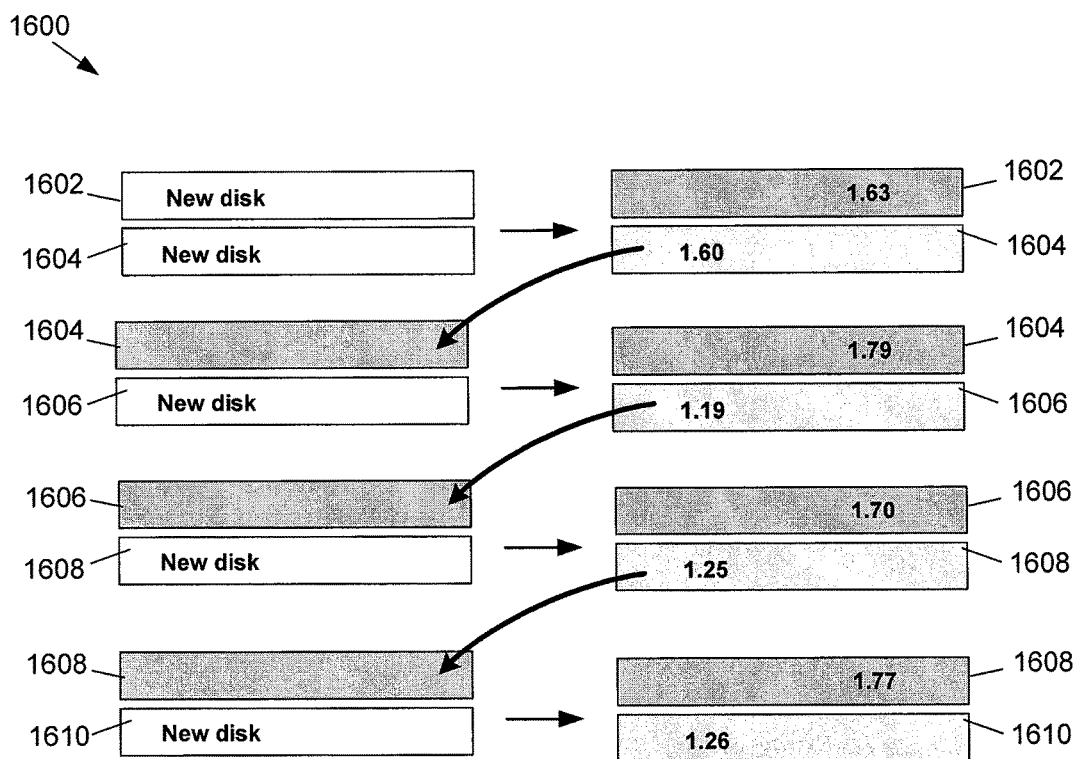 1600
1602 New disk 1.63 1602
1604 New disk 1.60 1604
1604 1.79 1604
1606 New disk 1.19 1606
1606 1.70 1606
1608 New disk 1.25 1608
1608 1.77 1608
1610 New disk 1.26 1610